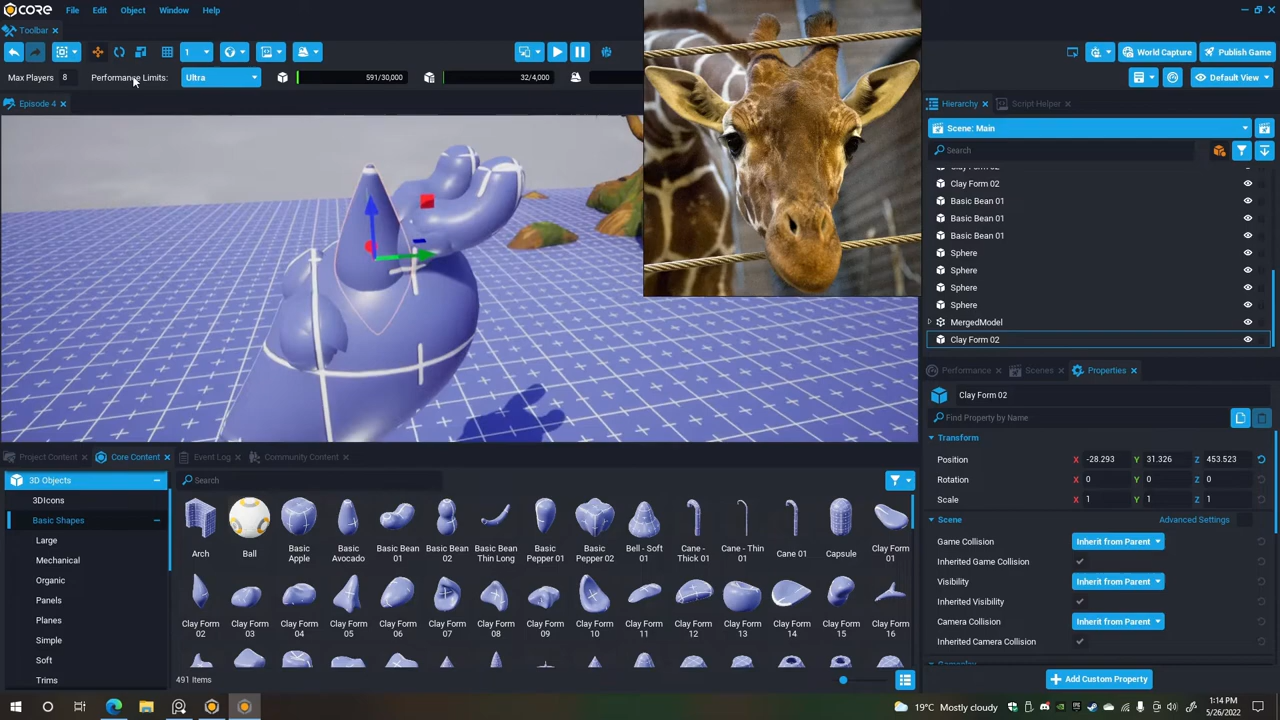 CORE File Edit Object Window Help
Toolbar
1
World Capture Publish Game
Max Players 8 Performance Limits: Ultra 591/30,000 32/4,000
Default View
Episode 4
Hierarchy Script Helper
Scene: Main
Search
Clay Form 02
Clay Form 02
Basic Bean 01
Basic Bean 01
Basic Bean 01
Sphere
Sphere
Sphere
Sphere
MergedModel
Clay Form 02
Performance Scenes Properties
Clay Form 02
Find Property by Name
Transform
Position X -28.293 Y 31.326 Z 453.523
Rotation X 0 Y 0 Z 0
Scale X 1 Y 1 Z 1
Scene Advanced Settings
Game Collision Inherit from Parent
Inherited Game Collision
Visibility Inherit from Parent
Inherited Visibility
Camera Collision Inherit from Parent
Inherited Camera Collision
Gameplay
Add Custom Property
Project Content Core Content Event Log Community Content
3D Objects
Search
3DIcons
Basic Shapes
Large
Mechanical
Organic
Panels
Planes
Simple
Soft
Trims
Arch
Ball
Basic Apple
Basic Avocado
Basic Bean 01
Basic Bean 02
Basic Bean Thin Long
Basic Pepper 01
Basic Pepper 02
Bell - Soft 01
Cane - Thick 01
Cane - Thin 01
Cane 01
Capsule
Clay Form 01
Clay Form 02
Clay Form 03
Clay Form 04
Clay Form 05
Clay Form 06
Clay Form 07
Clay Form 08
Clay Form 09
Clay Form 10
Clay Form 11
Clay Form 12
Clay Form 13
Clay Form 14
Clay Form 15
Clay Form 16
491 Items
19°C Mostly cloudy
1:14 PM
5/26/2022